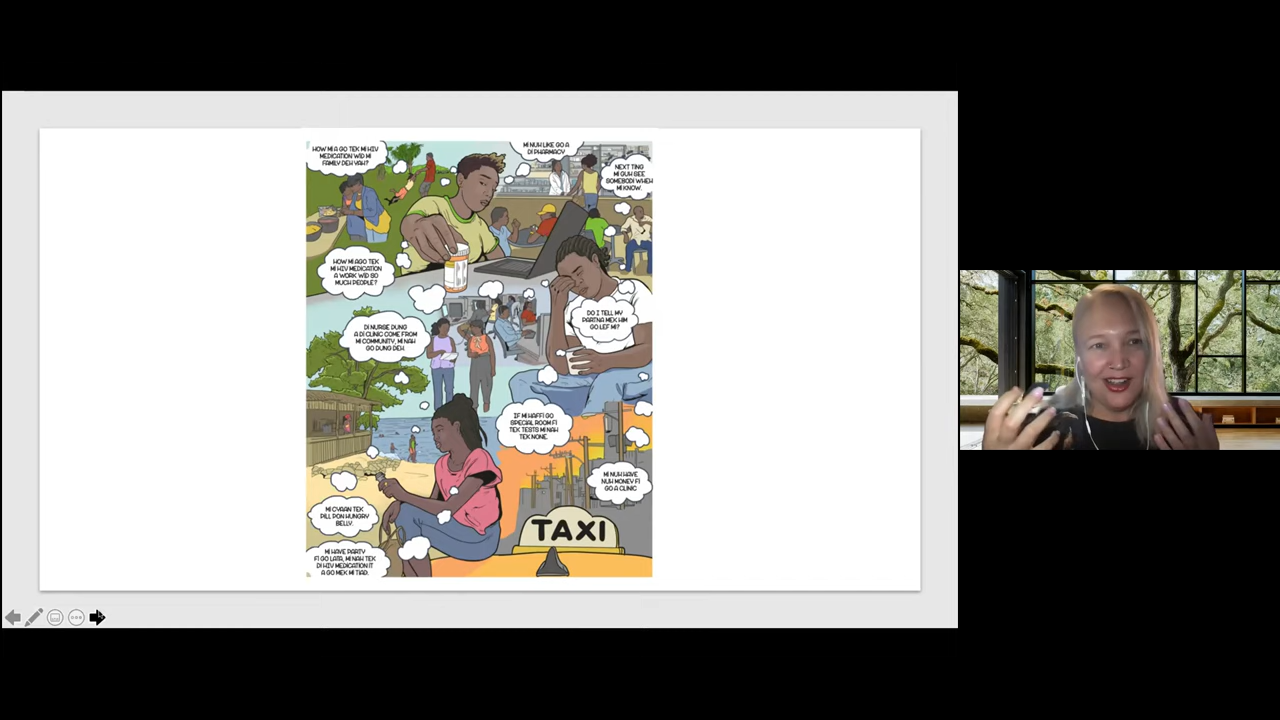 HOW MI A GO TEK MI HIV
MEDICATION WID MI
FAMILY DEH YAH?
MI NUH LIKE GO A
DI PHARMACY
NEXT TING
MI GUH SEE
SOMEBODI WHEH
MI KNOW.
HOW MI AGO TEK
MI HIV MEDICATION
A WORK WID SO
MUCH PEOPLE?
DO I TELL MY
PARTNA MEK HIM
GO LEF MI?
DI NURSE DUNG
A DI CLINIC COME FROM
MI COMMUNITY, MI NAH
GO DUNG DEH.
IF MI HAFFI GO
SPECIAL ROOM FI
TEK TESTS MI NAH
TEK NONE.
MI NUH HAVE
NUH MONEY FI
GO A CLINIC
MI CYAAN TEK
PILL PON HUNGRY
BELLY.
TAXI
MI HAVE PARTY
FI GO LATA, MI NAH TEK
DI HIV MEDICATION IT
A GO MEK MI TIAD.